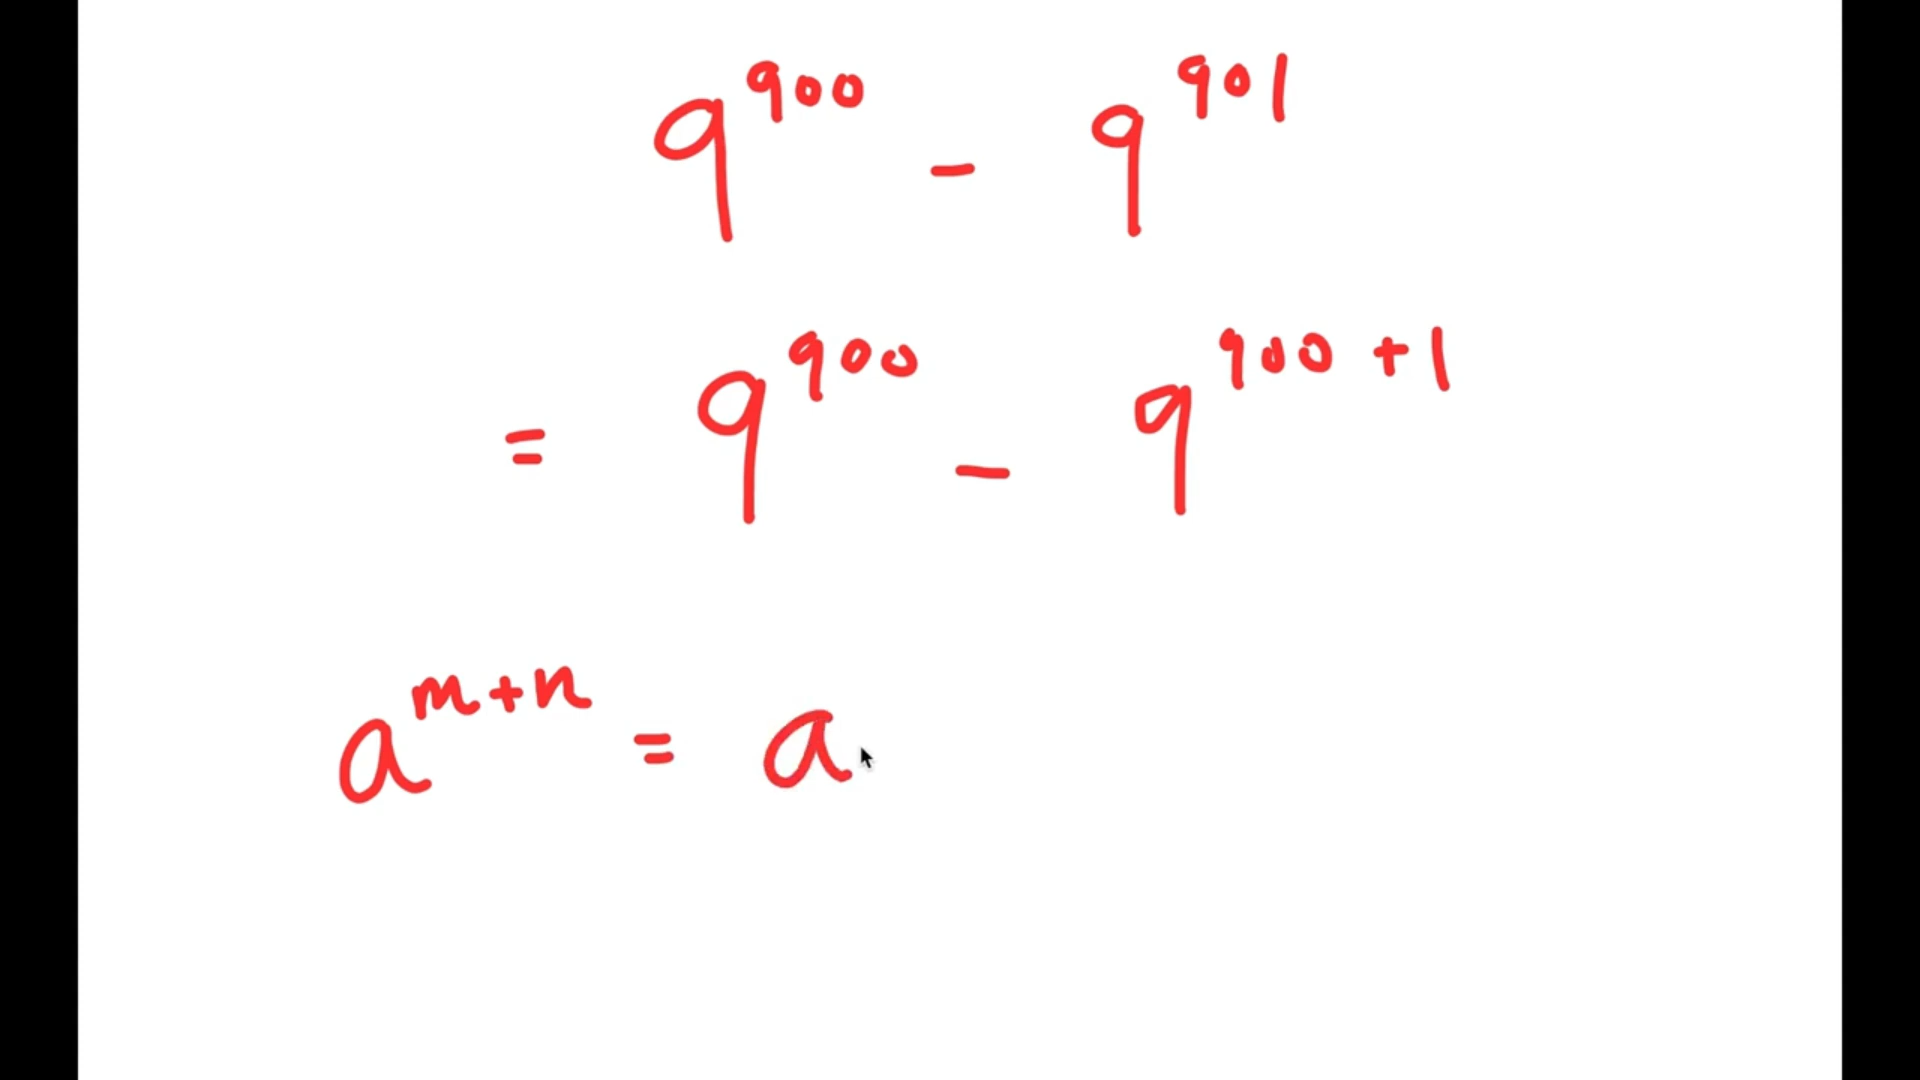 9^900 - 9^901
= 9^900 - 9^900+1
a^m+n = a